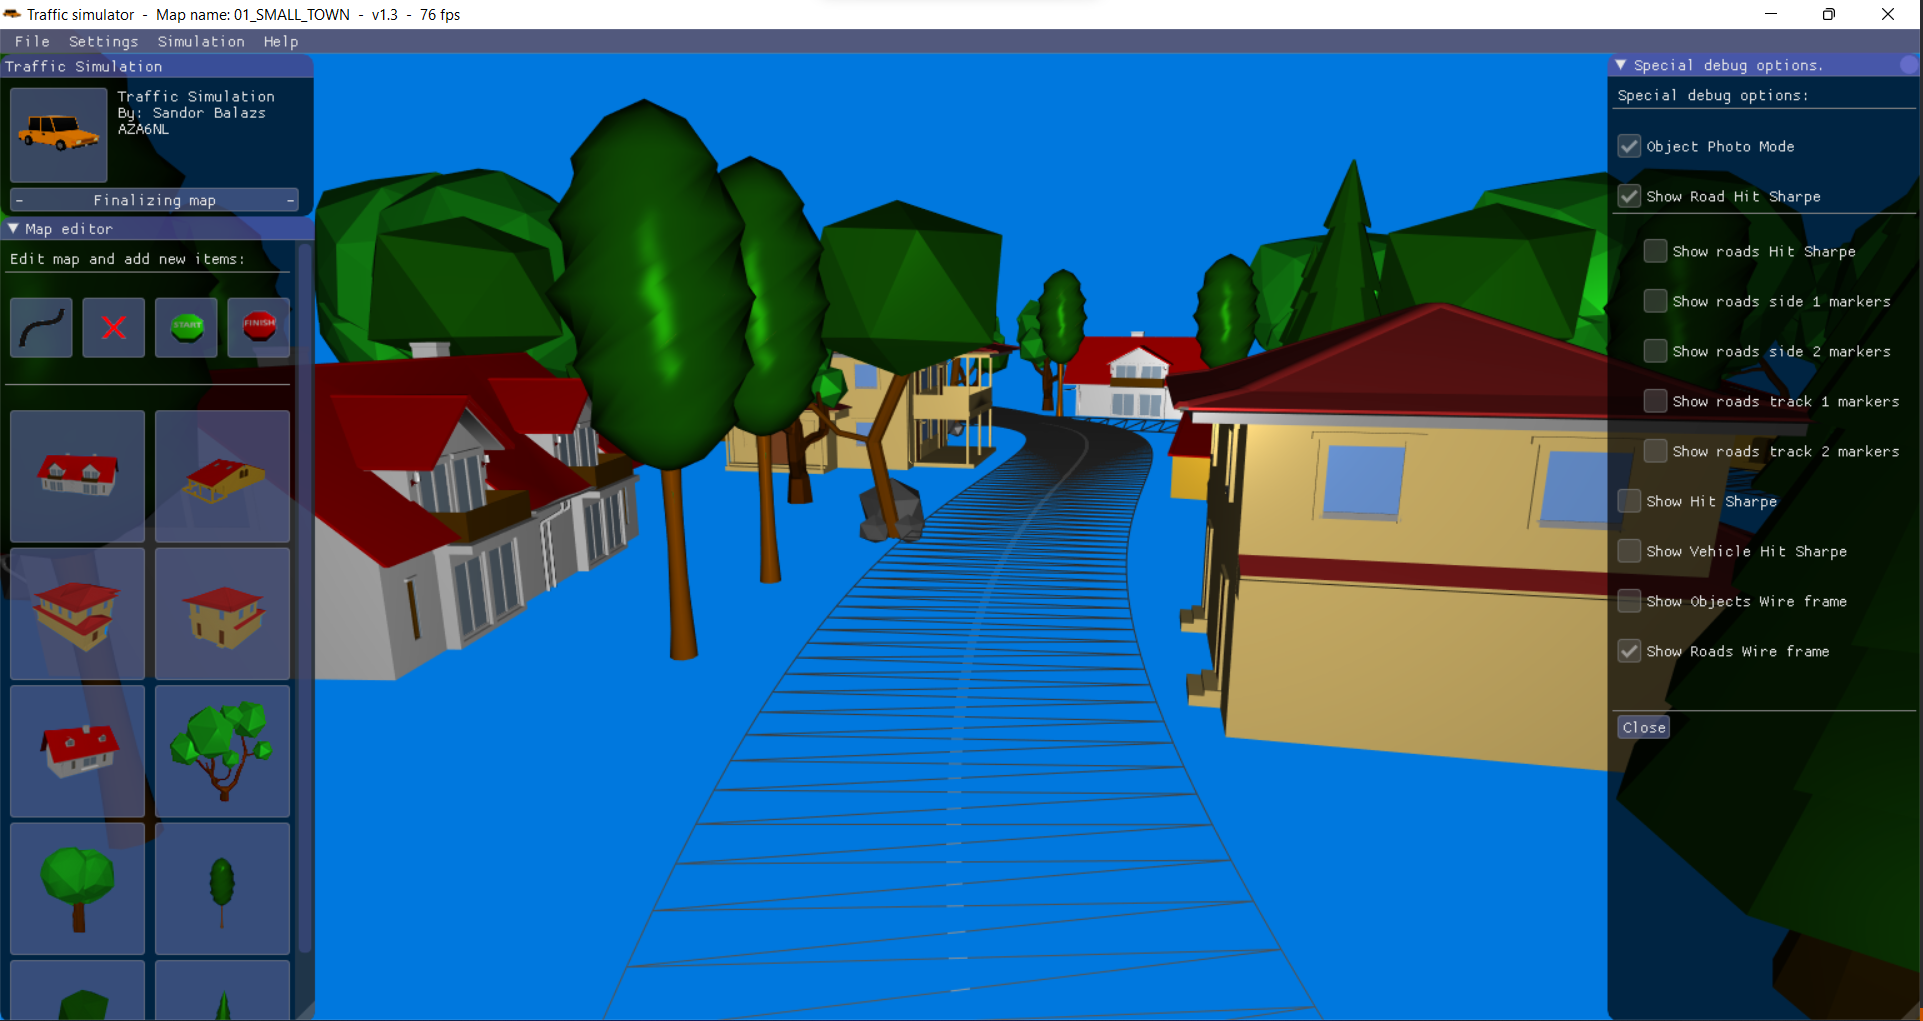 Traffic simulator - Map name: 01_SMALL_TOWN - v1.3 - 76 fps
File Settings Simulation Help
Traffic Simulation
Traffic Simulation
By: Sandor Balazs
AZA6NL
- Finalizing map -
Map editor
Edit map and add new items:
START
FINISH
Special debug options.
Special debug options:
Object Photo Mode
Show Road Hit Sharpe
Show roads Hit Sharpe
Show roads side 1 markers
Show roads side 2 markers
Show roads track 1 markers
Show roads track 2 markers
Show Hit Sharpe
Show Vehicle Hit Sharpe
Show Objects Wire frame
Show Roads Wire frame
Close